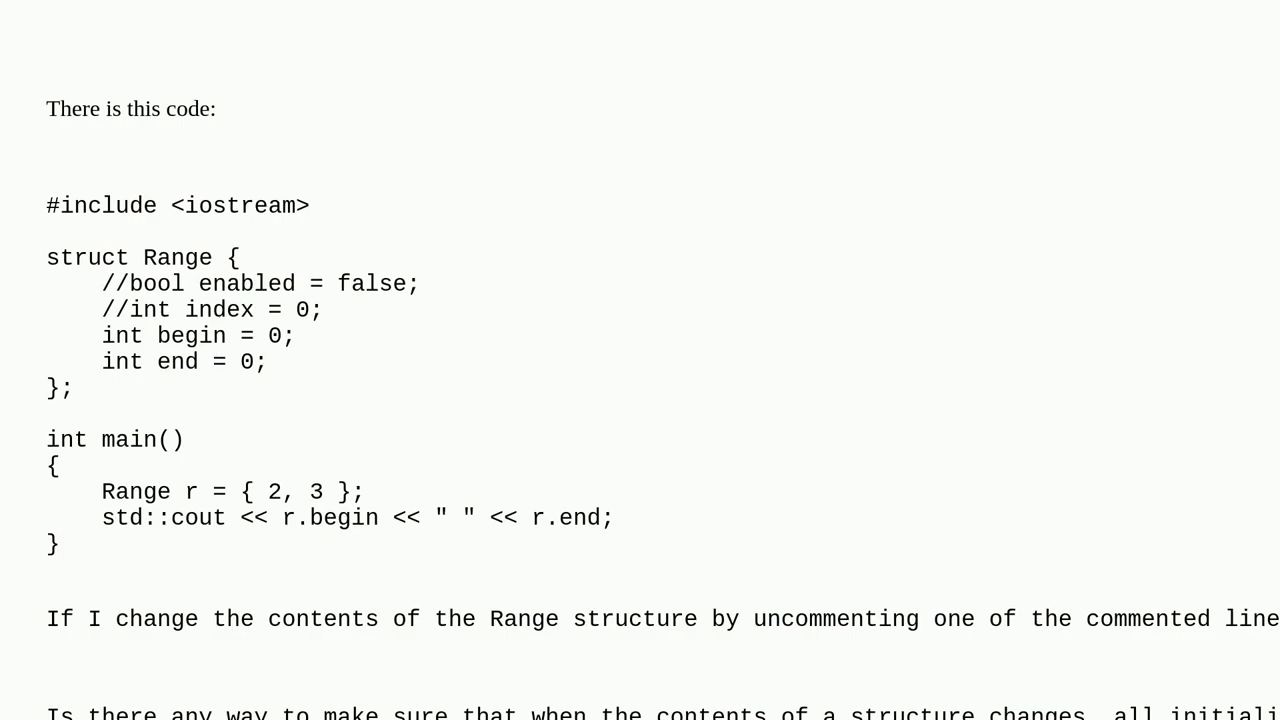 There is this code:
#include <iostream>
struct Range {
    //bool enabled = false;
    //int index = 0;
    int begin = 0;
    int end = 0;
};
int main()
{
    Range r = { 2, 3 };
    std::cout << r.begin << " " << r.end;
}
If I change the contents of the Range structure by uncommenting one of the commented line
Is there any way to make sure that when the contents of a structure changes, all initiali